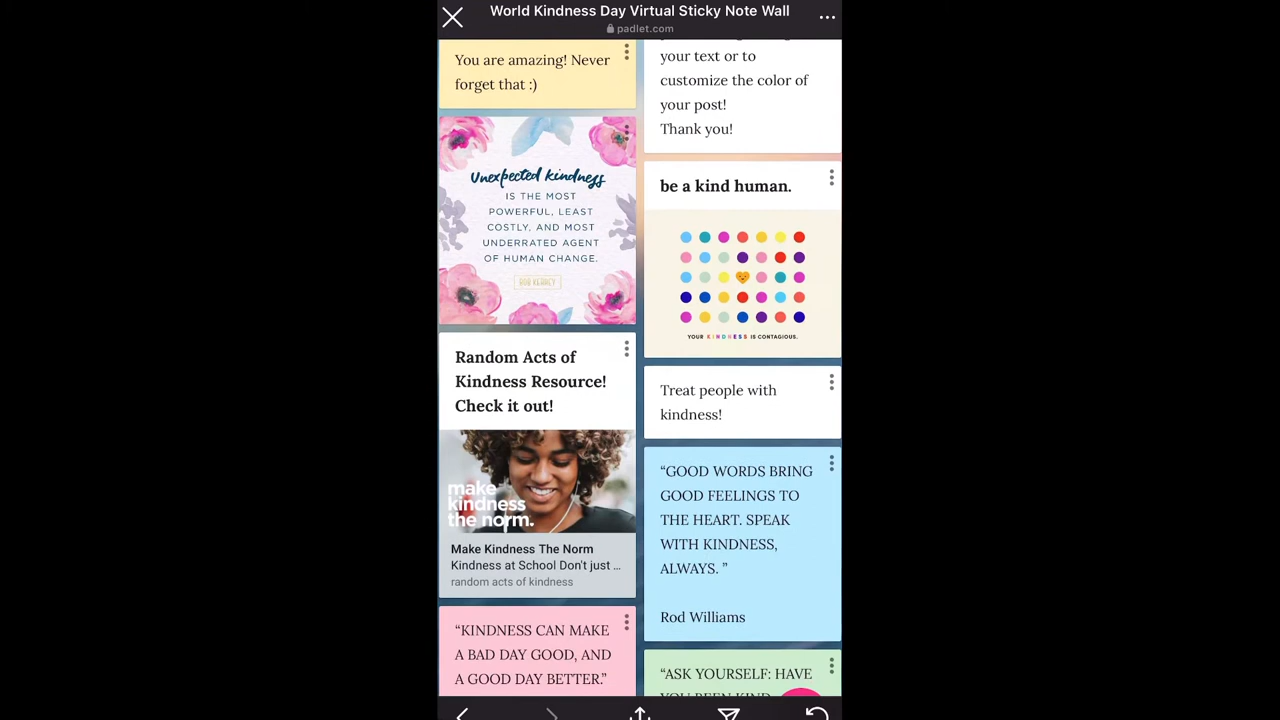 World Kindness Day Virtual Sticky Note Wall
padlet.com
You are amazing! Never
forget that :)
Unexpected kindness
IS THE MOST
POWERFUL, LEAST
COSTLY, AND MOST
UNDERRATED AGENT
OF HUMAN CHANGE.
BOB KERREY
Random Acts of
Kindness Resource!
Check it out!
make
kindness
the norm.
Make Kindness The Norm
Kindness at School Don't just ...
random acts of kindness
“KINDNESS CAN MAKE
A BAD DAY GOOD, AND
A GOOD DAY BETTER.”
your text or to
customize the color of
your post!
Thank you!
be a kind human.
YOUR KINDNESS IS CONTAGIOUS.
Treat people with
kindness!
“GOOD WORDS BRING
GOOD FEELINGS TO
THE HEART. SPEAK
WITH KINDNESS,
ALWAYS. ”
Rod Williams
“ASK YOURSELF: HAVE
YOU BEEN KIND